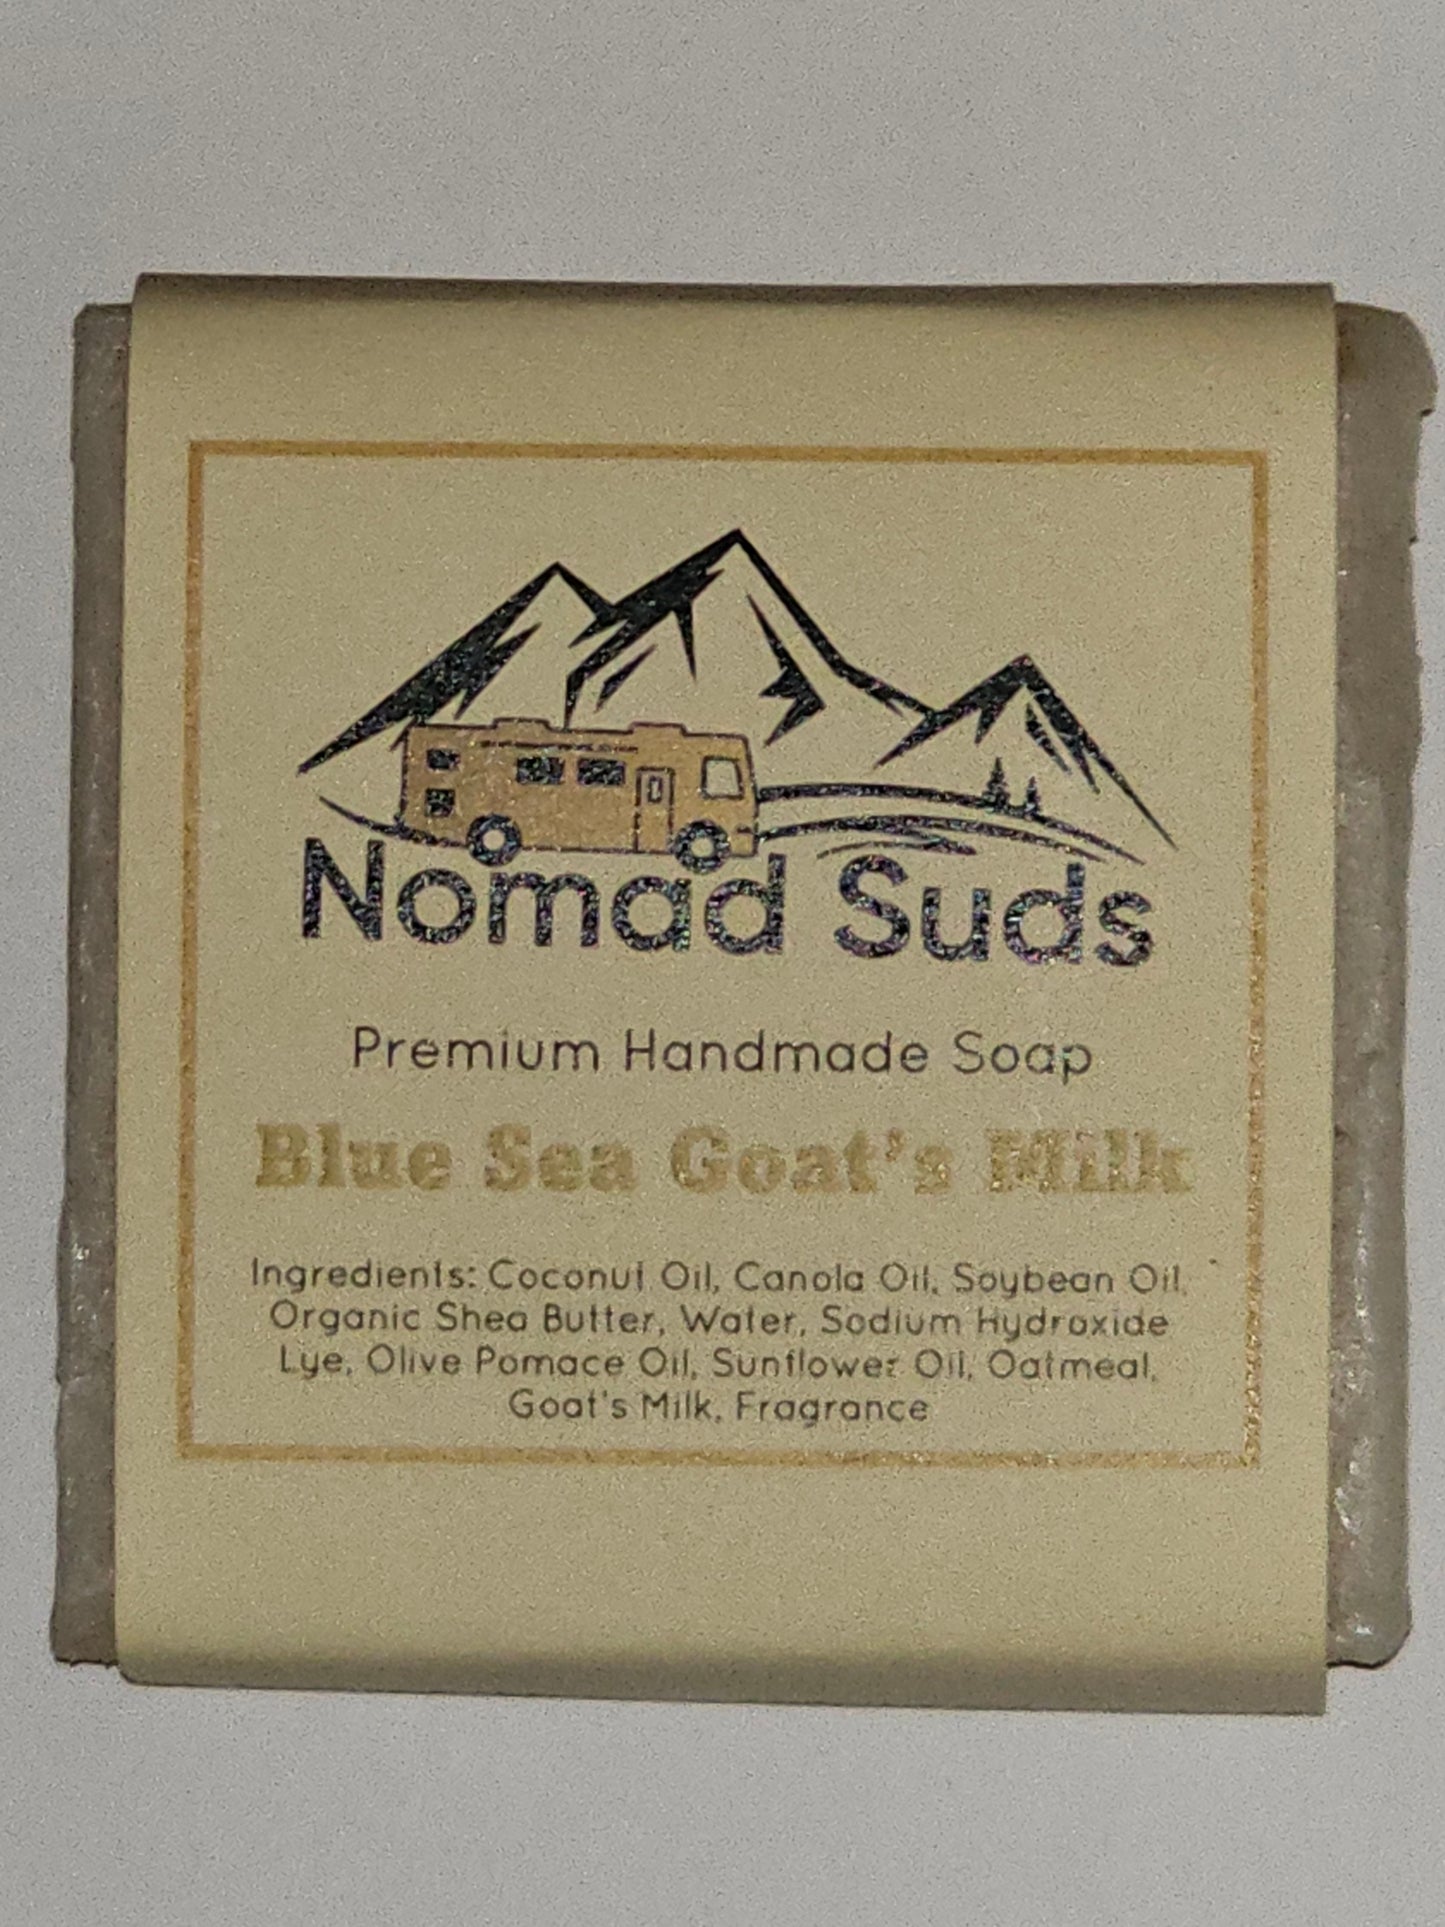 Nomad Suds
Premium Handmade Soap
Blue Sea Goat's Milk
Ingredients: Coconut Oil, Canola Oil, Soybean Oil,
Organic Shea Butter, Water, Sodium Hydroxide
Lye, Olive Pomace Oil, Sunflower Oil, Oatmeal,
Goat's Milk, Fragrance